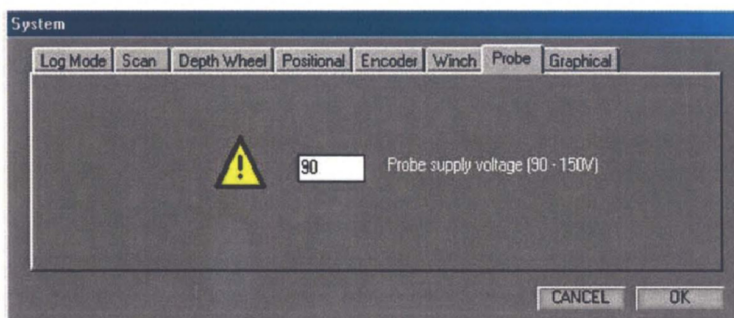 System
Log Mode Scan Depth Wheel Positional Encoder Winch Probe Graphical
90 Probe supply voltage (90 - 150V)
CANCEL OK